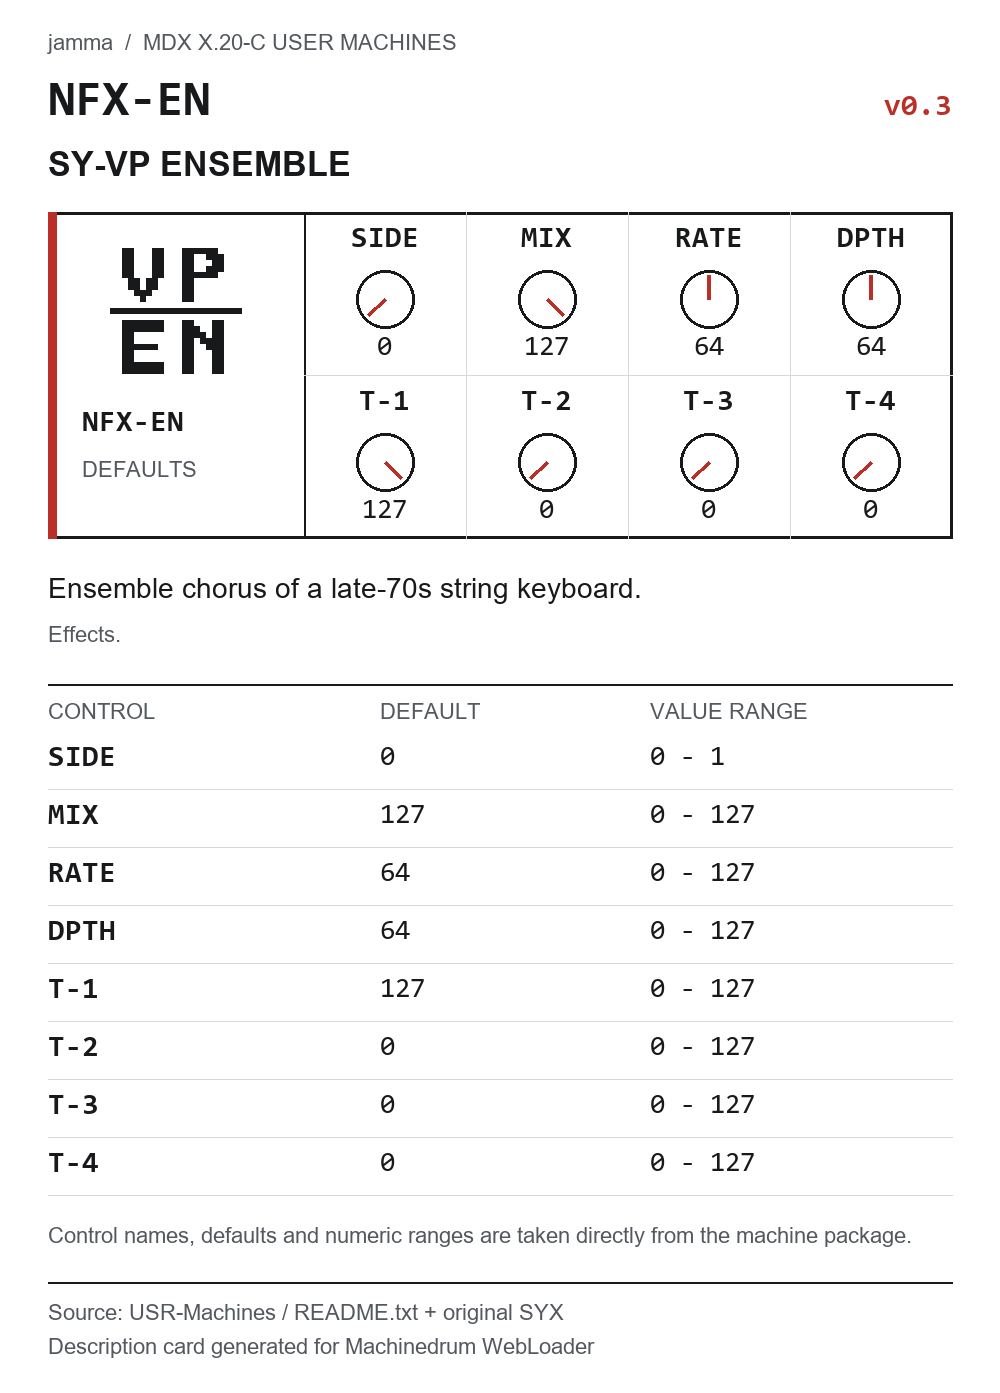 jamma / MDX X.20-C USER MACHINES
NFX-EN
v0.3
SY-VP ENSEMBLE
VP
EN
NFX-EN
DEFAULTS
SIDE MIX RATE DPTH
0 127 64 64
T-1 T-2 T-3 T-4
127 0 0 0
Ensemble chorus of a late-70s string keyboard.
Effects.
CONTROL DEFAULT VALUE RANGE
SIDE 0 0 - 1
MIX 127 0 - 127
RATE 64 0 - 127
DPTH 64 0 - 127
T-1 127 0 - 127
T-2 0 0 - 127
T-3 0 0 - 127
T-4 0 0 - 127
Control names, defaults and numeric ranges are taken directly from the machine package.
Source: USR-Machines / README.txt + original SYX
Description card generated for Machinedrum WebLoader